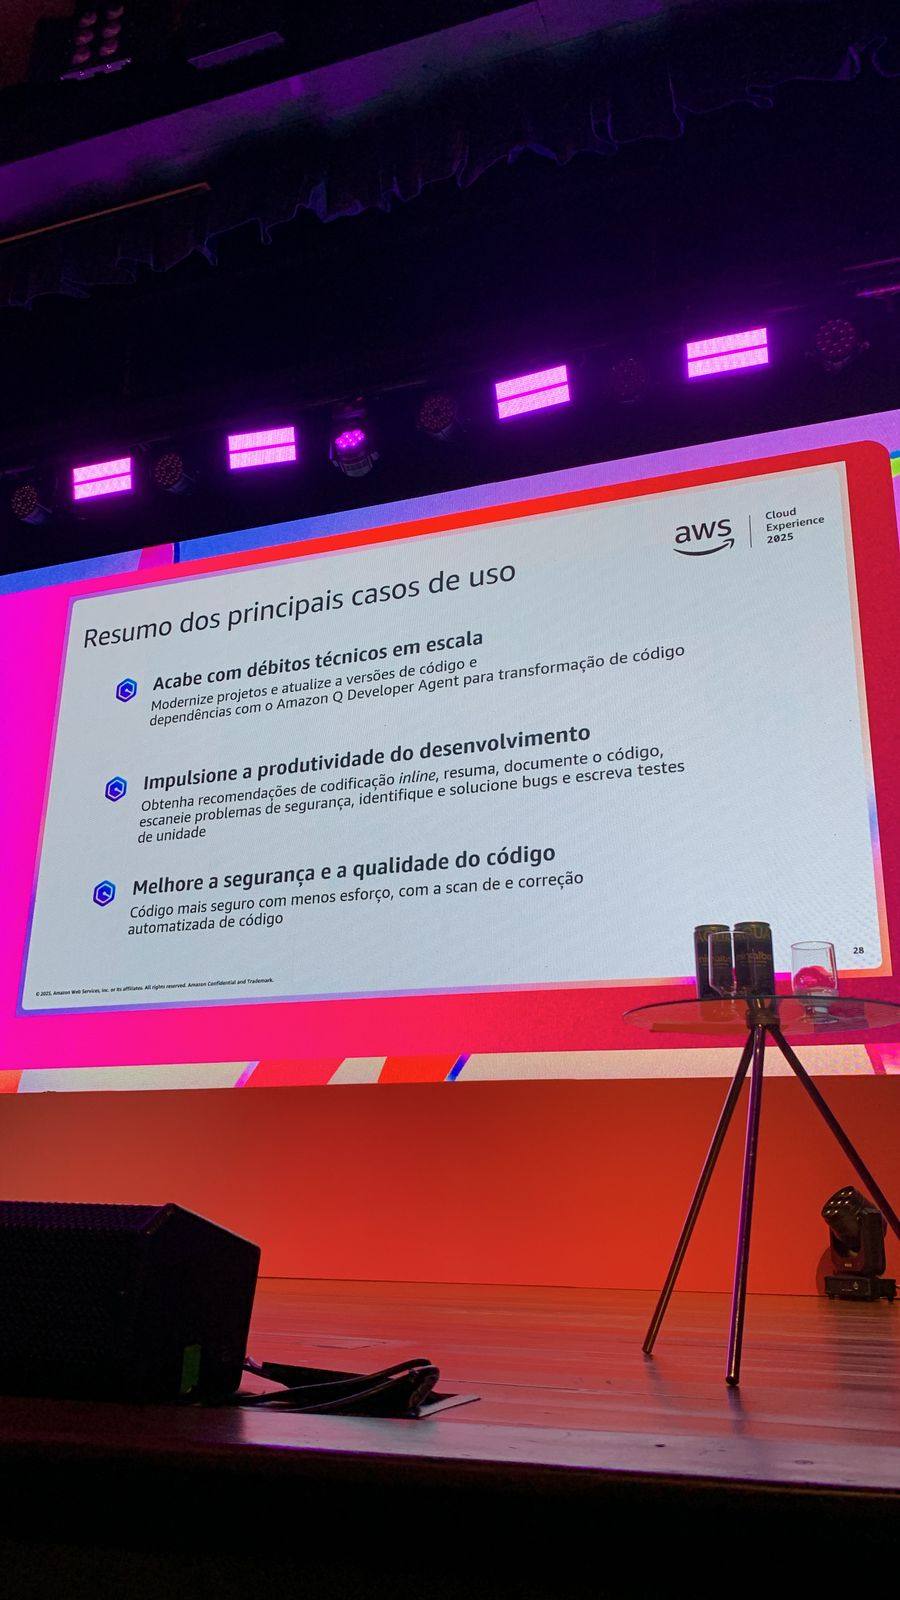 aws
Cloud
Experience
2025
Resumo dos principais casos de uso
Acabe com débitos técnicos em escala
Modernize projetos e atualize a versões de código e
dependências com o Amazon Q Developer Agent para transformação de código
Impulsione a produtividade do desenvolvimento
Obtenha recomendações de codificação inline, resuma, documente o código,
escaneie problemas de segurança, identifique e solucione bugs e escreva testes
de unidade
Melhore a segurança e a qualidade do código
Código mais seguro com menos esforço, com a scan de e correção
automatizada de código
28
© 2025, Amazon Web Services, Inc. or its affiliates. All rights reserved. Amazon Confidential and Trademark.